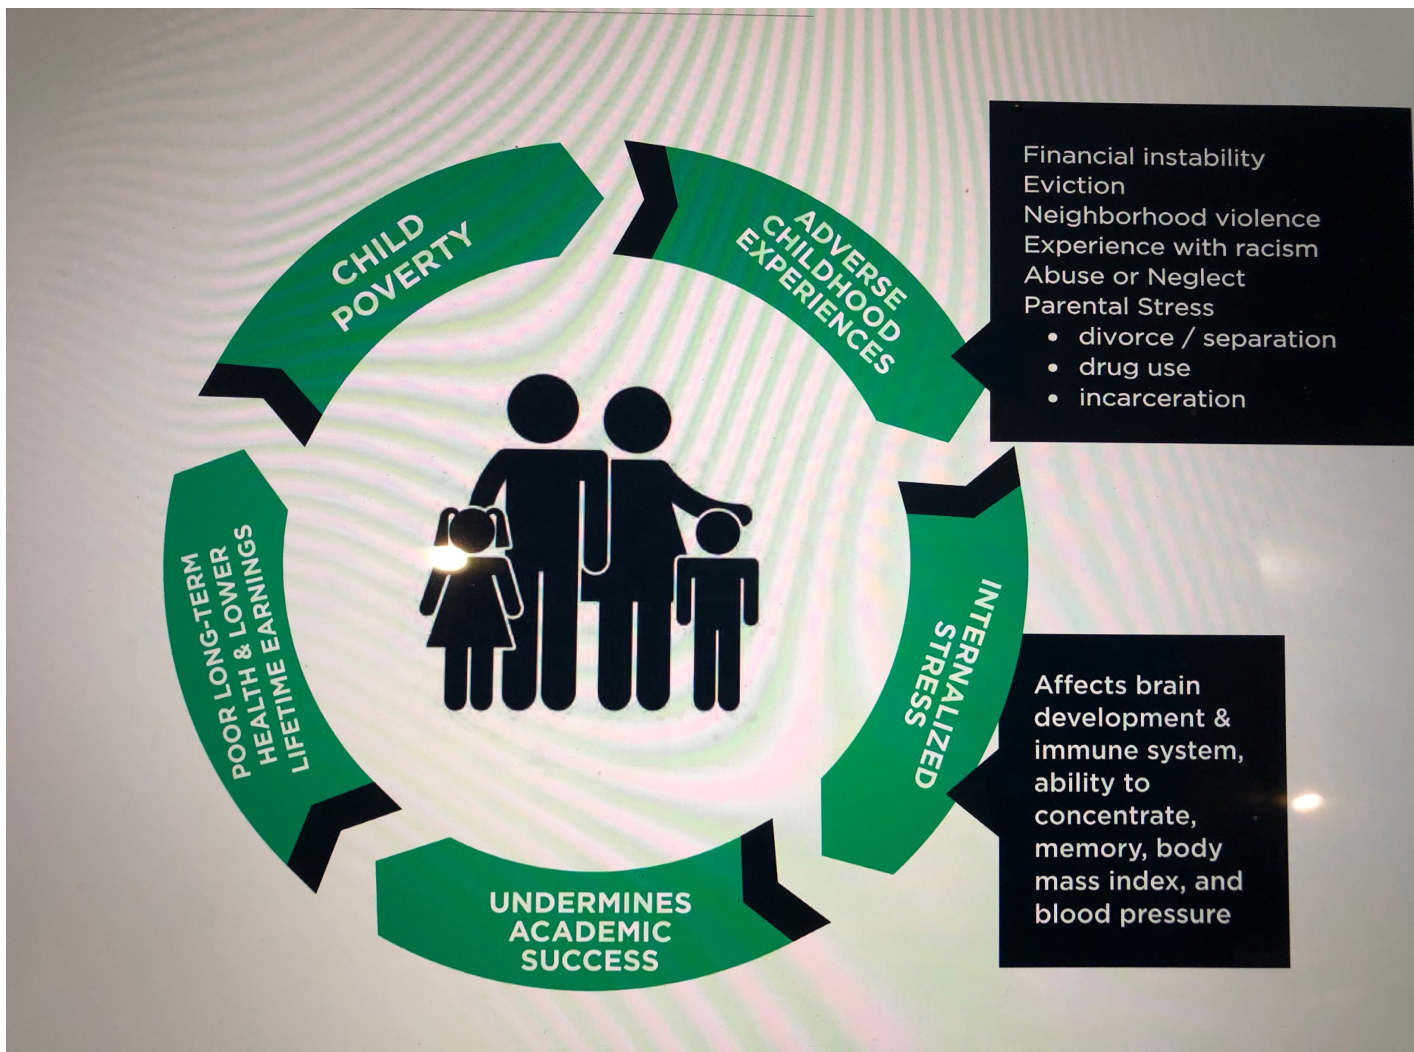 CHILD
POVERTY
ADVERSE
CHILDHOOD
EXPERIENCES
Financial instability
Eviction
Neighborhood violence
Experience with racism
Abuse or Neglect
Parental Stress
• divorce / separation
• drug use
• incarceration
INTERNALIZED
STRESS
Affects brain
development &
immune system,
ability to
concentrate,
memory, body
mass index, and
blood pressure
UNDERMINES
ACADEMIC
SUCCESS
POOR LONG-TERM
HEALTH & LOWER
LIFETIME EARNINGS